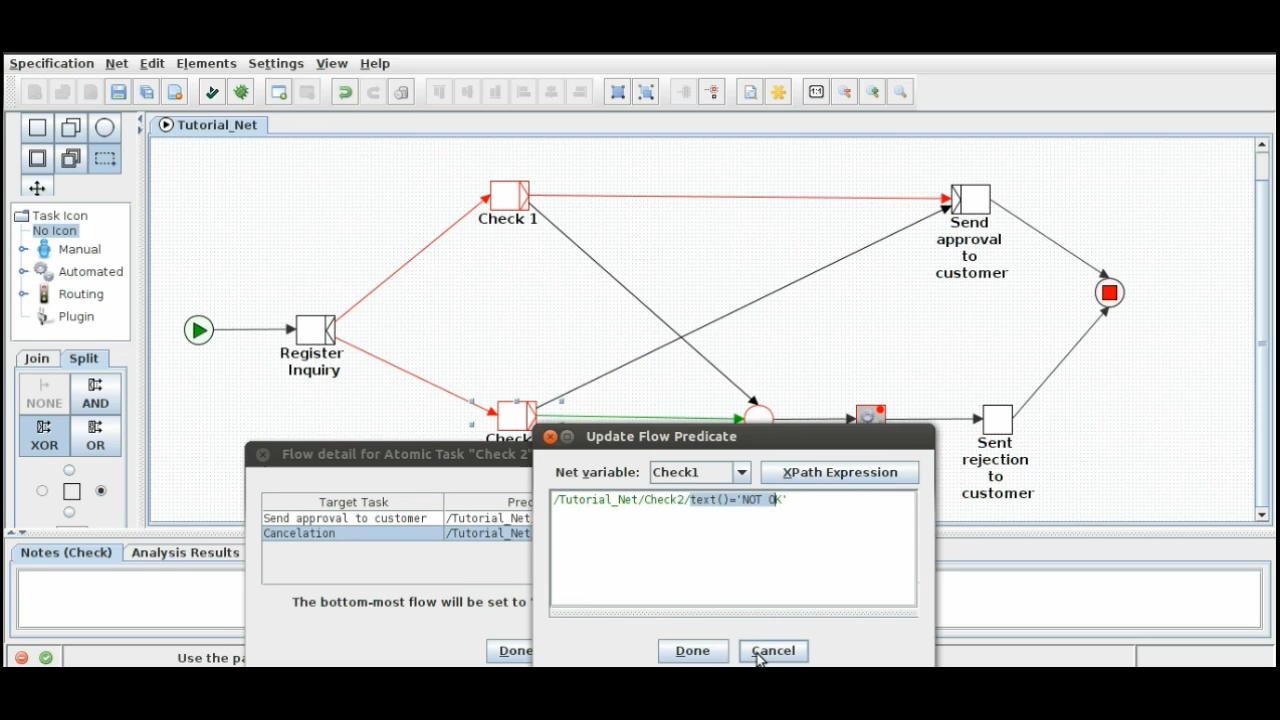 Specification Net Edit Elements Settings View Help
1:1
Tutorial_Net
Task Icon
No Icon
Manual
Automated
Routing
Plugin
Join Split
NONE AND
XOR OR
Check 1
Send
approval
to
customer
Register
Inquiry
Check
Sent
rejection
to
customer
Flow detail for Atomic Task "Check 2"
Target Task
Send approval to customer /Tutorial_Net
Cancelation /Tutorial_Net
The bottom-most flow will be set to
Done
Update Flow Predicate
Net variable: Check1 XPath Expression
/Tutorial_Net/Check2/text()='NOT OK'
Done Cancel
Notes (Check) Analysis Results
Use the